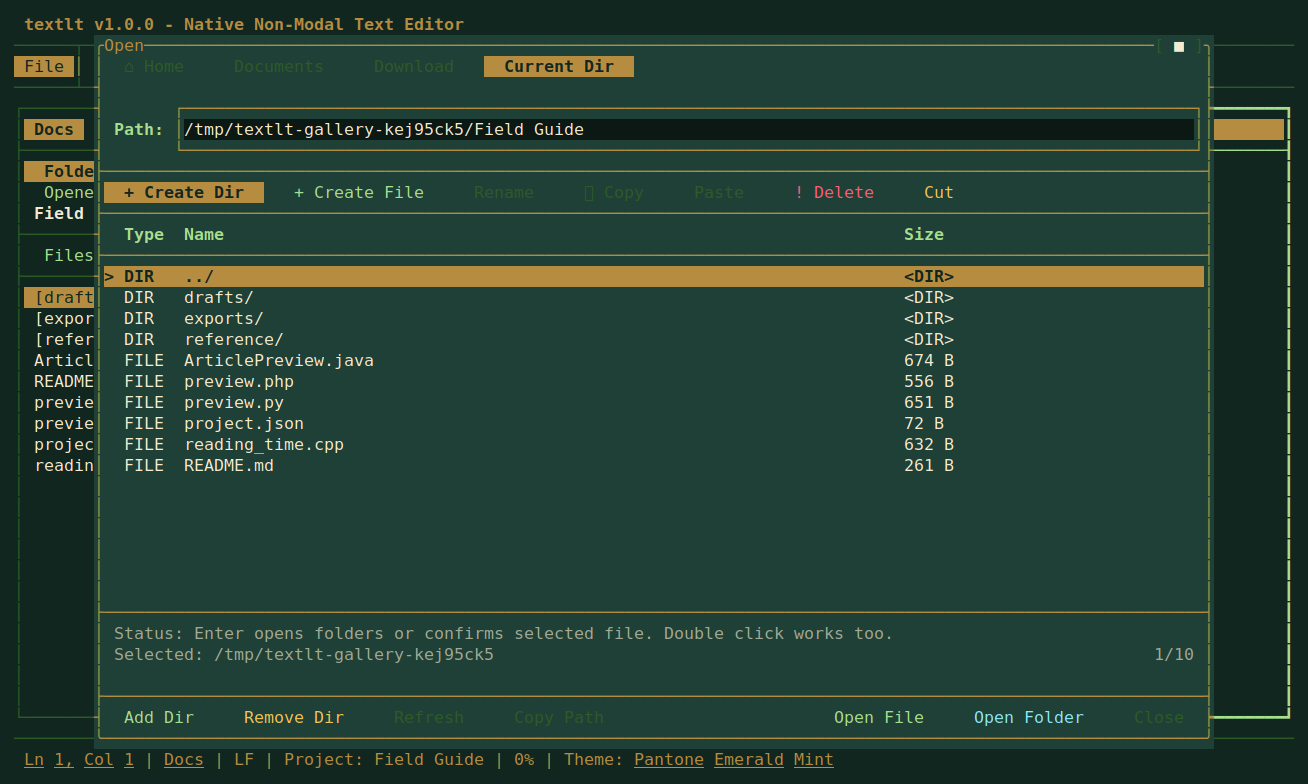 textlt v1.0.0 - Native Non-Modal Text Editor
Open [ ■ ]
File ⌂ Home Documents Download Current Dir
Docs Path: /tmp/textlt-gallery-kej95ck5/Field Guide
Folde
Opene + Create Dir + Create File Rename Copy Paste ! Delete Cut
Field
Type Name Size
Files
> DIR ../ <DIR>
[draft DIR drafts/ <DIR>
[expor DIR exports/ <DIR>
[refer DIR reference/ <DIR>
Articl FILE ArticlePreview.java 674 B
README FILE preview.php 556 B
previe FILE preview.py 651 B
previe FILE project.json 72 B
projec FILE reading_time.cpp 632 B
readin FILE README.md 261 B
Status: Enter opens folders or confirms selected file. Double click works too.
Selected: /tmp/textlt-gallery-kej95ck5 1/10
Add Dir Remove Dir Refresh Copy Path Open File Open Folder Close
Ln 1, Col 1 | Docs | LF | Project: Field Guide | 0% | Theme: Pantone Emerald Mint